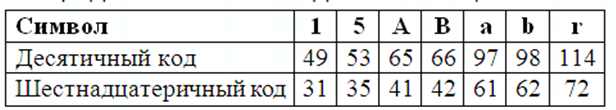 Символ 1 5 A B a b r
Десятичный код 49 53 65 66 97 98 114
Шестнадцатеричный код 31 35 41 42 61 62 72